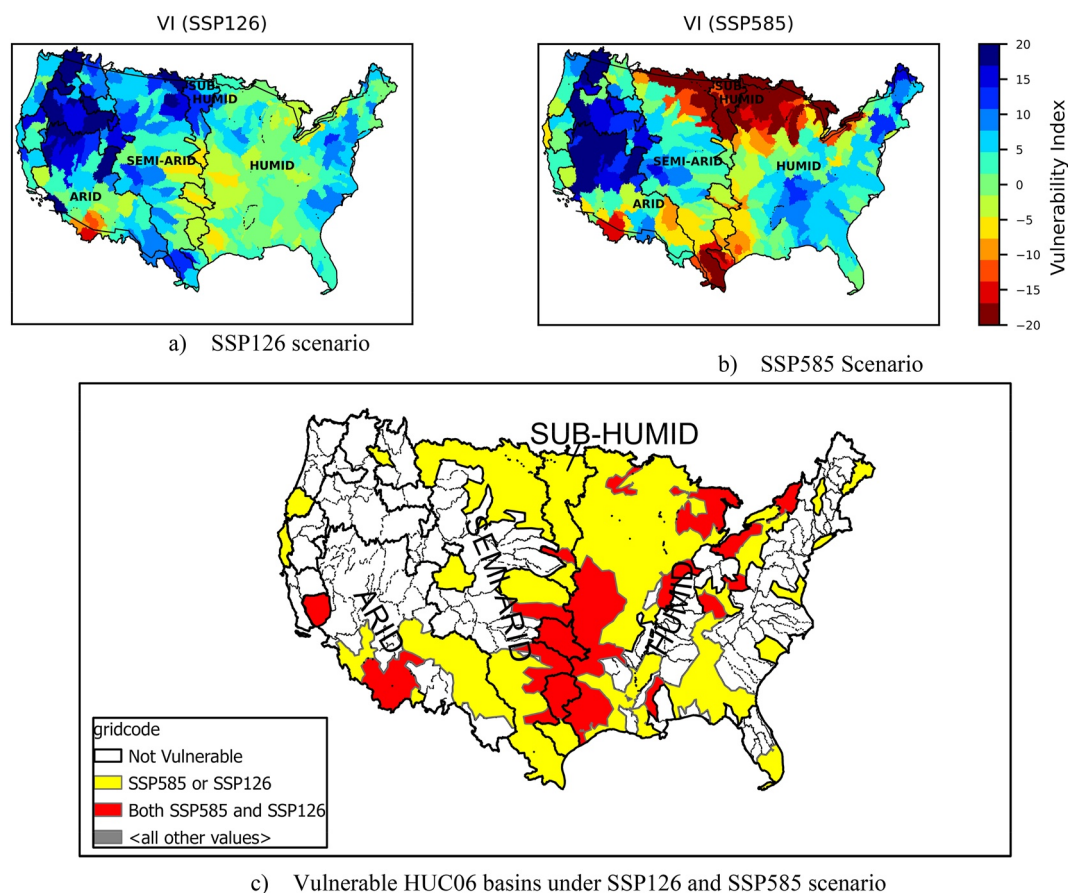 VI (SSP126)
VI (SSP585)
SUB-
HUMID
SEMI-ARID
HUMID
ARID
SUB-
HUMID
SEMI-ARID
HUMID
ARID
20
15
10
5
0
−5
−10
−15
−20
Vulnerability Index
a) SSP126 scenario
b) SSP585 Scenario
SUB-HUMID
SEMI-ARID
ARID
HUMID
gridcode
Not Vulnerable
SSP585 or SSP126
Both SSP585 and SSP126
<all other values>
c) Vulnerable HUC06 basins under SSP126 and SSP585 scenario